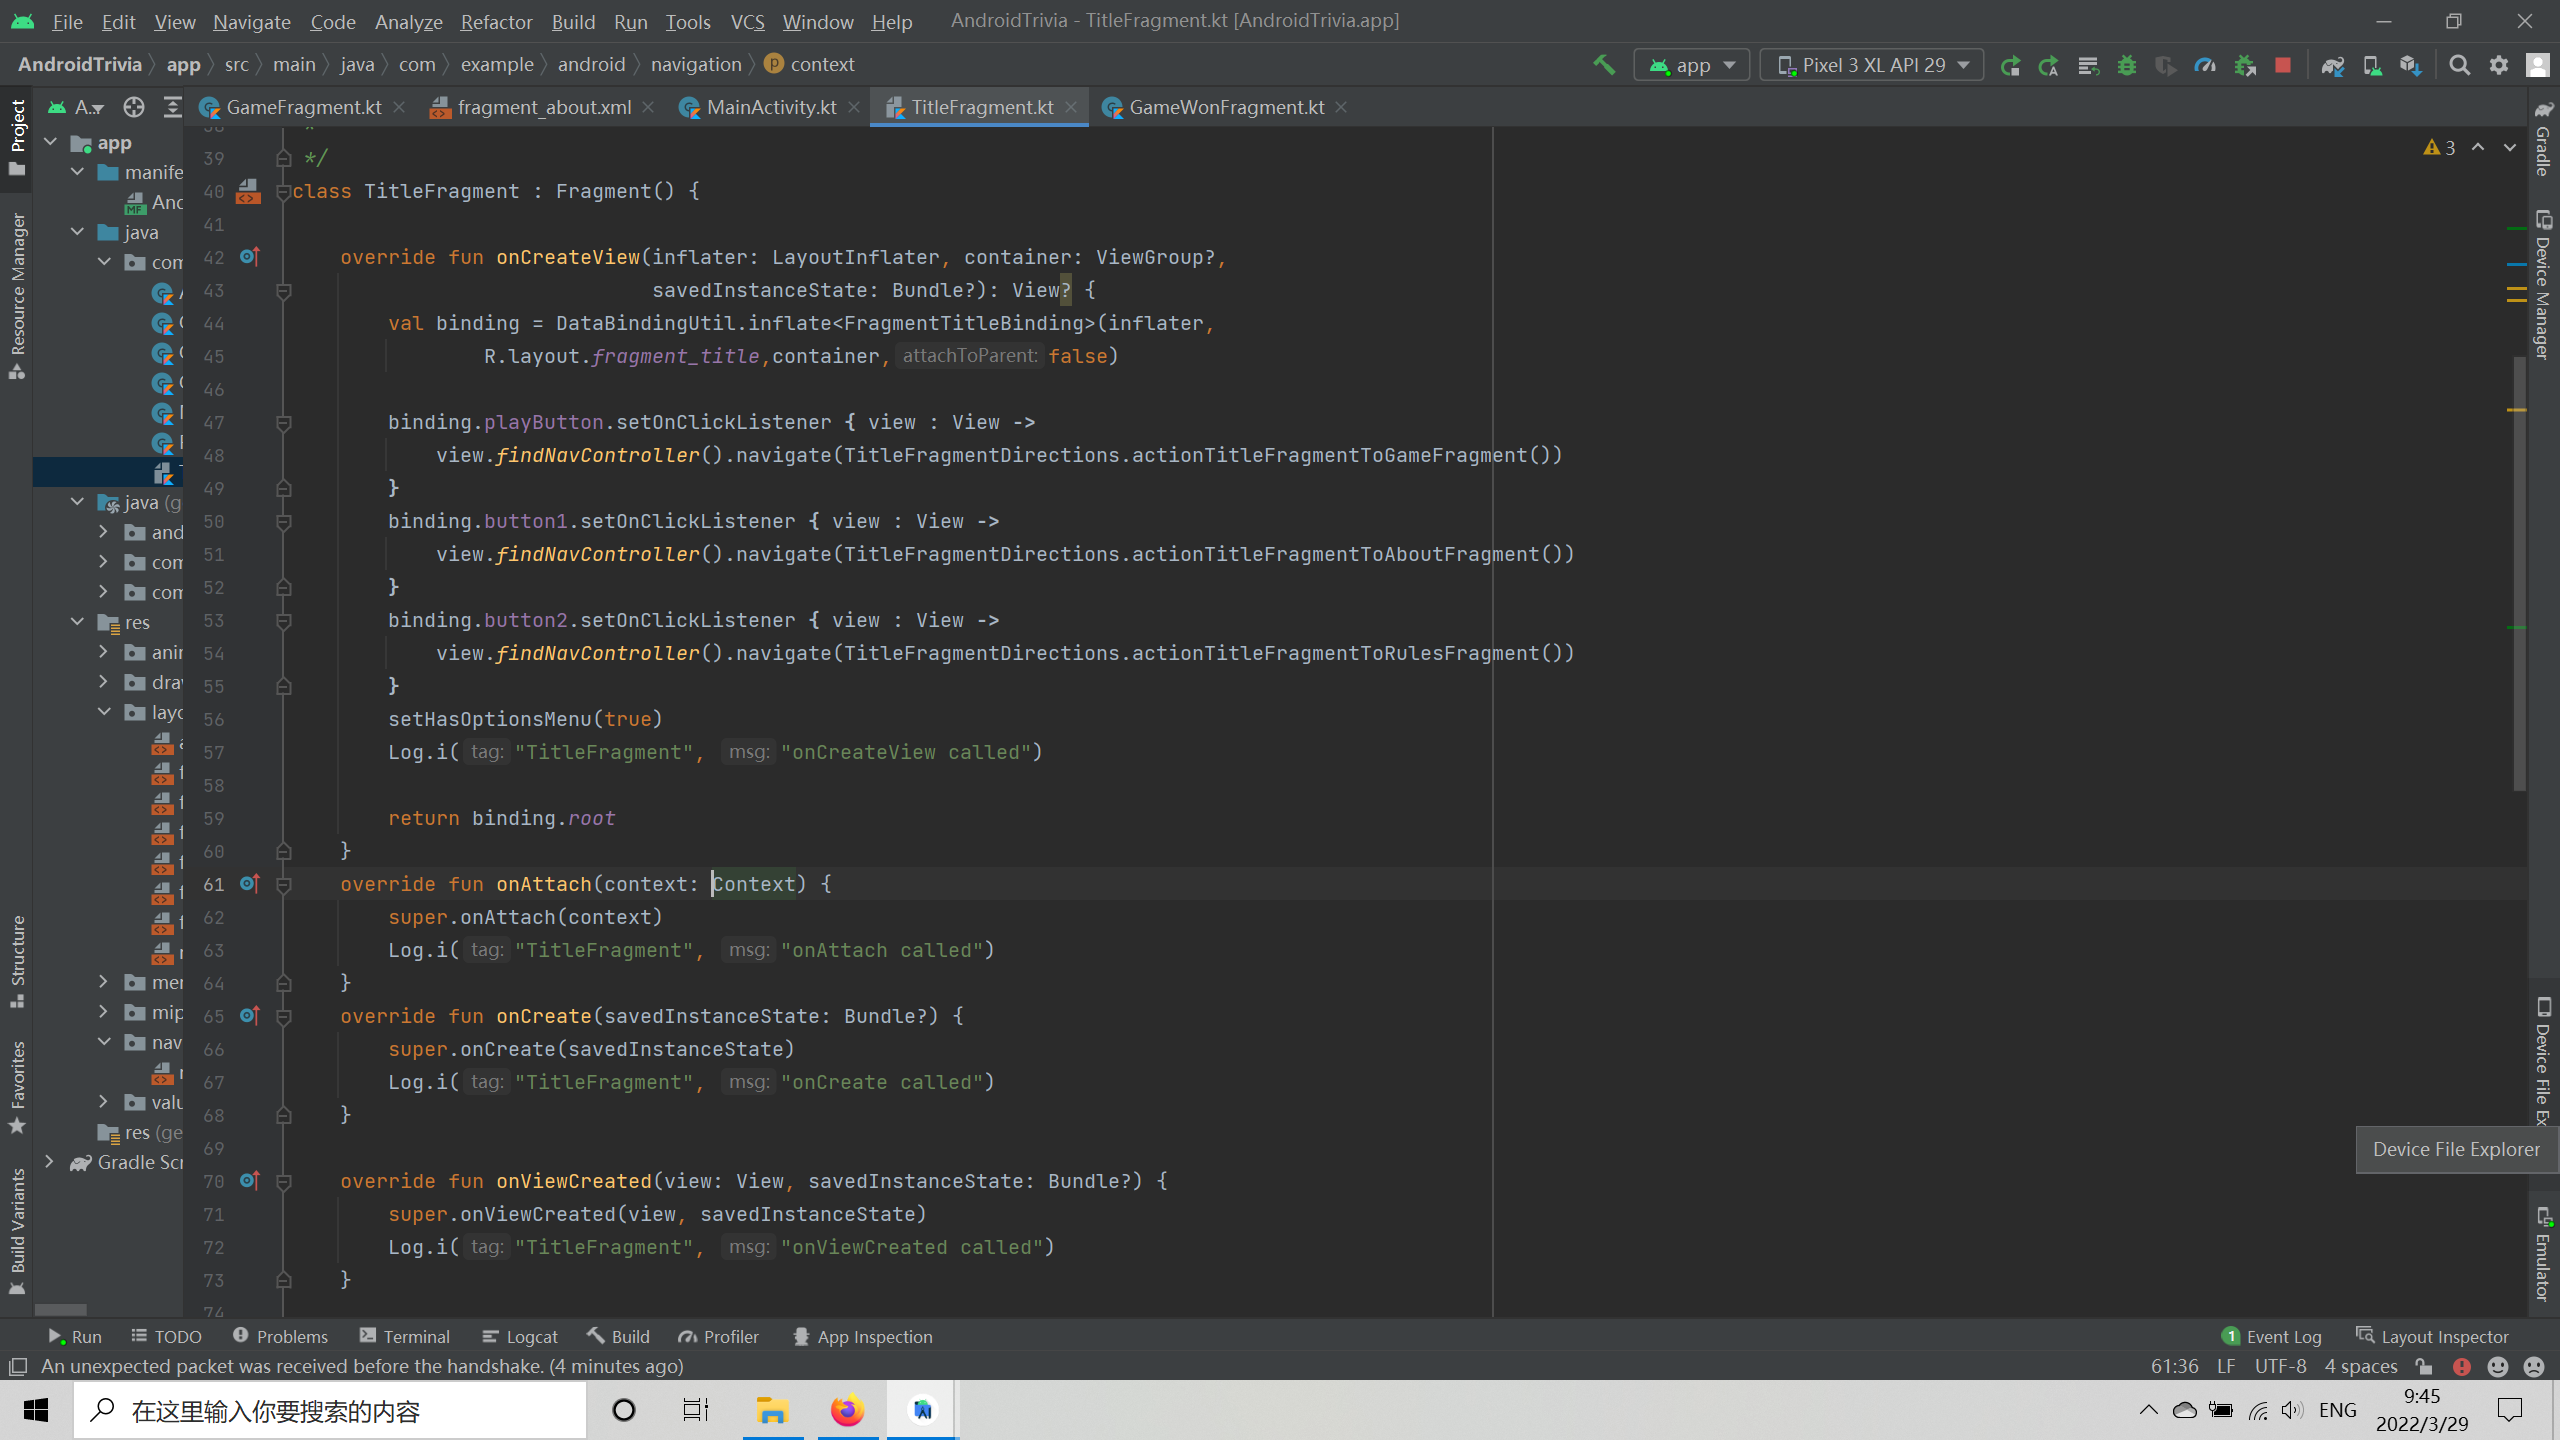 File Edit View Navigate Code Analyze Refactor Build Run Tools VCS Window Help AndroidTrivia - TitleFragment.kt [AndroidTrivia.app]
AndroidTrivia app src main java com example android navigation context app Pixel 3 XL API 29
A.. GameFragment.kt fragment_about.xml MainActivity.kt TitleFragment.kt GameWonFragment.kt
Project
Resource Manager
Structure
Favorites
Build Variants
app
manife
And
java
com
java (g
and
com
com
res
anim
draw
layo
men
mip
nav
valu
res (ge
Gradle Scr
38 *
39 */
40 class TitleFragment : Fragment() {
41
42 override fun onCreateView(inflater: LayoutInflater, container: ViewGroup?,
43 savedInstanceState: Bundle?): View? {
44 val binding = DataBindingUtil.inflate<FragmentTitleBinding>(inflater,
45 R.layout.fragment_title,container, attachToParent: false)
46
47 binding.playButton.setOnClickListener { view : View ->
48 view.findNavController().navigate(TitleFragmentDirections.actionTitleFragmentToGameFragment())
49 }
50 binding.button1.setOnClickListener { view : View ->
51 view.findNavController().navigate(TitleFragmentDirections.actionTitleFragmentToAboutFragment())
52 }
53 binding.button2.setOnClickListener { view : View ->
54 view.findNavController().navigate(TitleFragmentDirections.actionTitleFragmentToRulesFragment())
55 }
56 setHasOptionsMenu(true)
57 Log.i( tag: "TitleFragment", msg: "onCreateView called")
58
59 return binding.root
60 }
61 override fun onAttach(context: Context) {
62 super.onAttach(context)
63 Log.i( tag: "TitleFragment", msg: "onAttach called")
64 }
65 override fun onCreate(savedInstanceState: Bundle?) {
66 super.onCreate(savedInstanceState)
67 Log.i( tag: "TitleFragment", msg: "onCreate called")
68 }
69
70 override fun onViewCreated(view: View, savedInstanceState: Bundle?) {
71 super.onViewCreated(view, savedInstanceState)
72 Log.i( tag: "TitleFragment", msg: "onViewCreated called")
73 }
74
3
Gradle
Device Manager
Device File Ex
Device File Explorer
Emulator
Run TODO Problems Terminal Logcat Build Profiler App Inspection 1 Event Log Layout Inspector
An unexpected packet was received before the handshake. (4 minutes ago) 61:36 LF UTF-8 4 spaces
在这里输入你要搜索的内容 ENG 9:45
2022/3/29